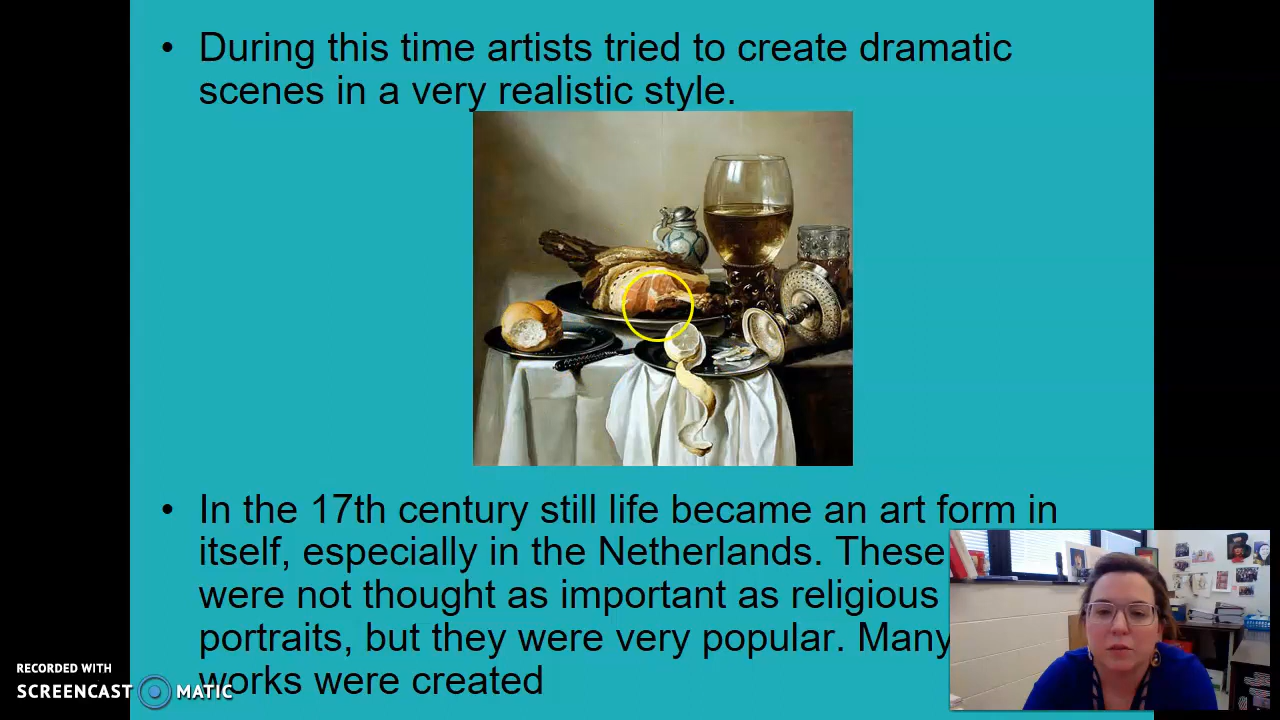 • During this time artists tried to create dramatic
scenes in a very realistic style.
• In the 17th century still life became an art form in
itself, especially in the Netherlands. These
were not thought as important as religious
portraits, but they were very popular. Many
works were created
RECORDED WITH
SCREENCAST MATIC